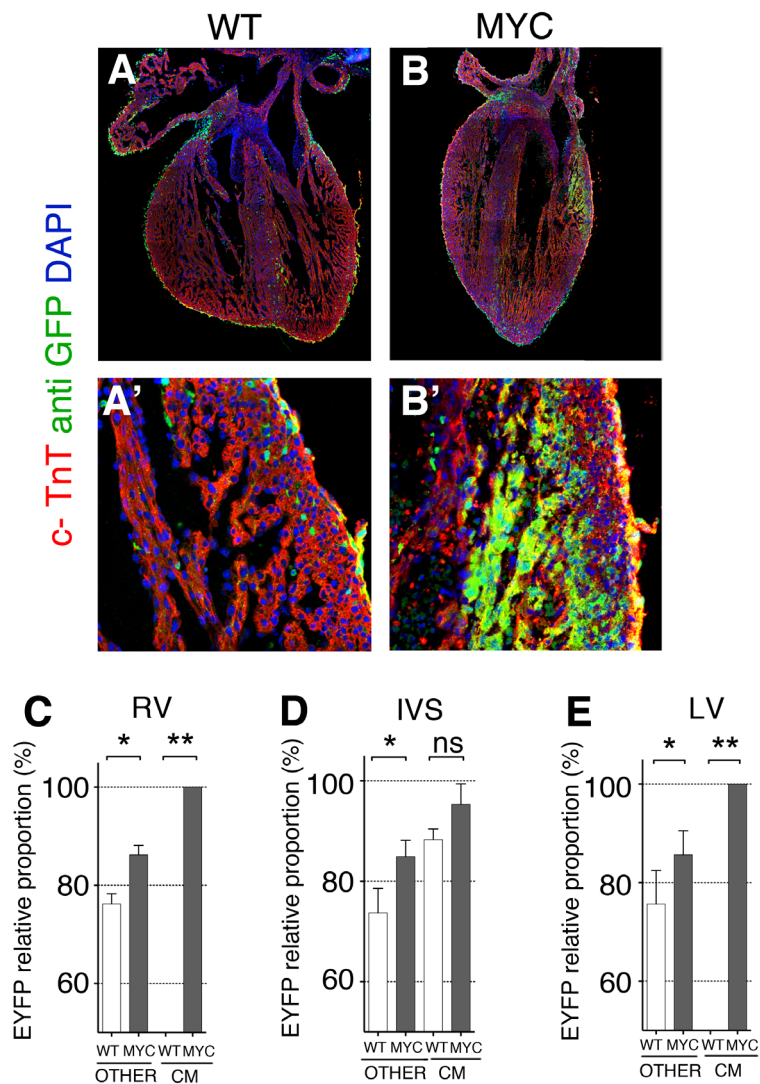 WT
MYC
A
B
c- TnT anti GFP DAPI
A'
B'
C
RV
EYFP relative proportion (%)
*
**
100
80
60
WT MYC WT MYC
OTHER CM
D
IVS
EYFP relative proportion (%)
*
ns
100
80
60
WT MYC WT MYC
OTHER CM
E
LV
EYFP relative proportion (%)
*
**
100
80
60
WT MYC WT MYC
OTHER CM